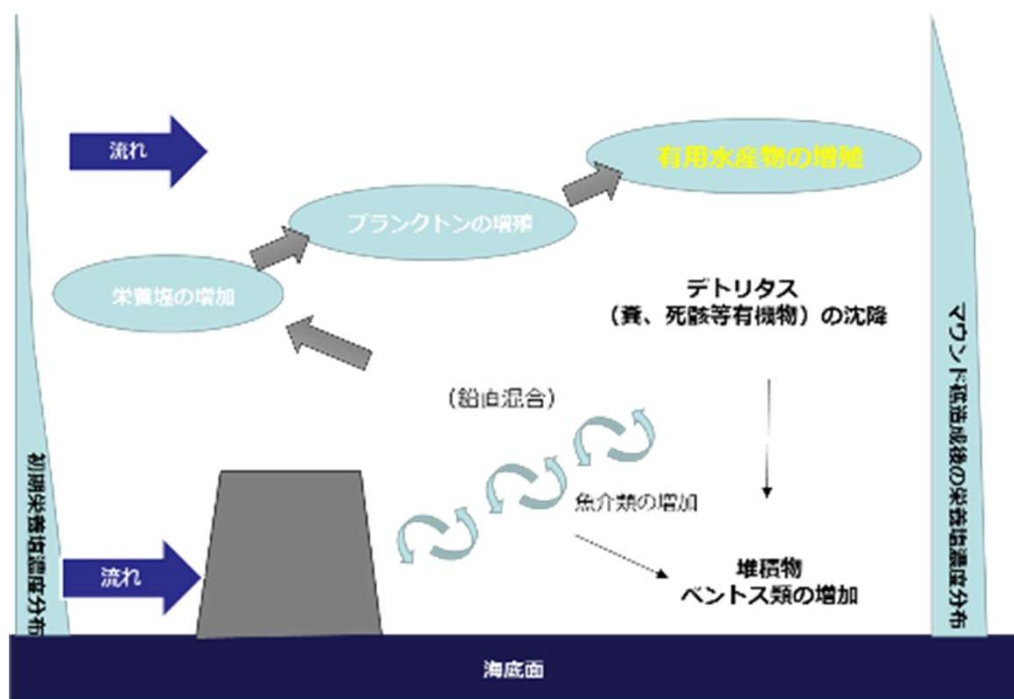 流れ
有用水産物の増殖
プランクトンの増殖
栄養塩の増加
デトリタス
（糞、死骸等有機物）の沈降
（鉛直混合）
魚介類の増加
堆積物
ベントス類の増加
流れ
初期栄養塩濃度分布
マウンド礁造成後の栄養塩濃度分布
海底面